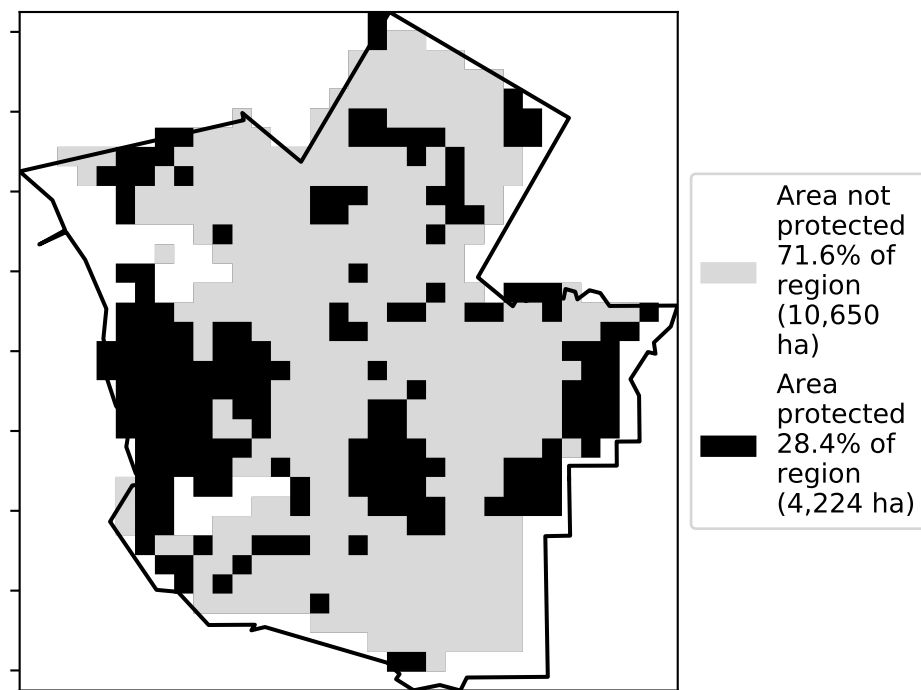 Area not
protected
71.6% of
region
(10,650
ha)
Area
protected
28.4% of
region
(4,224 ha)